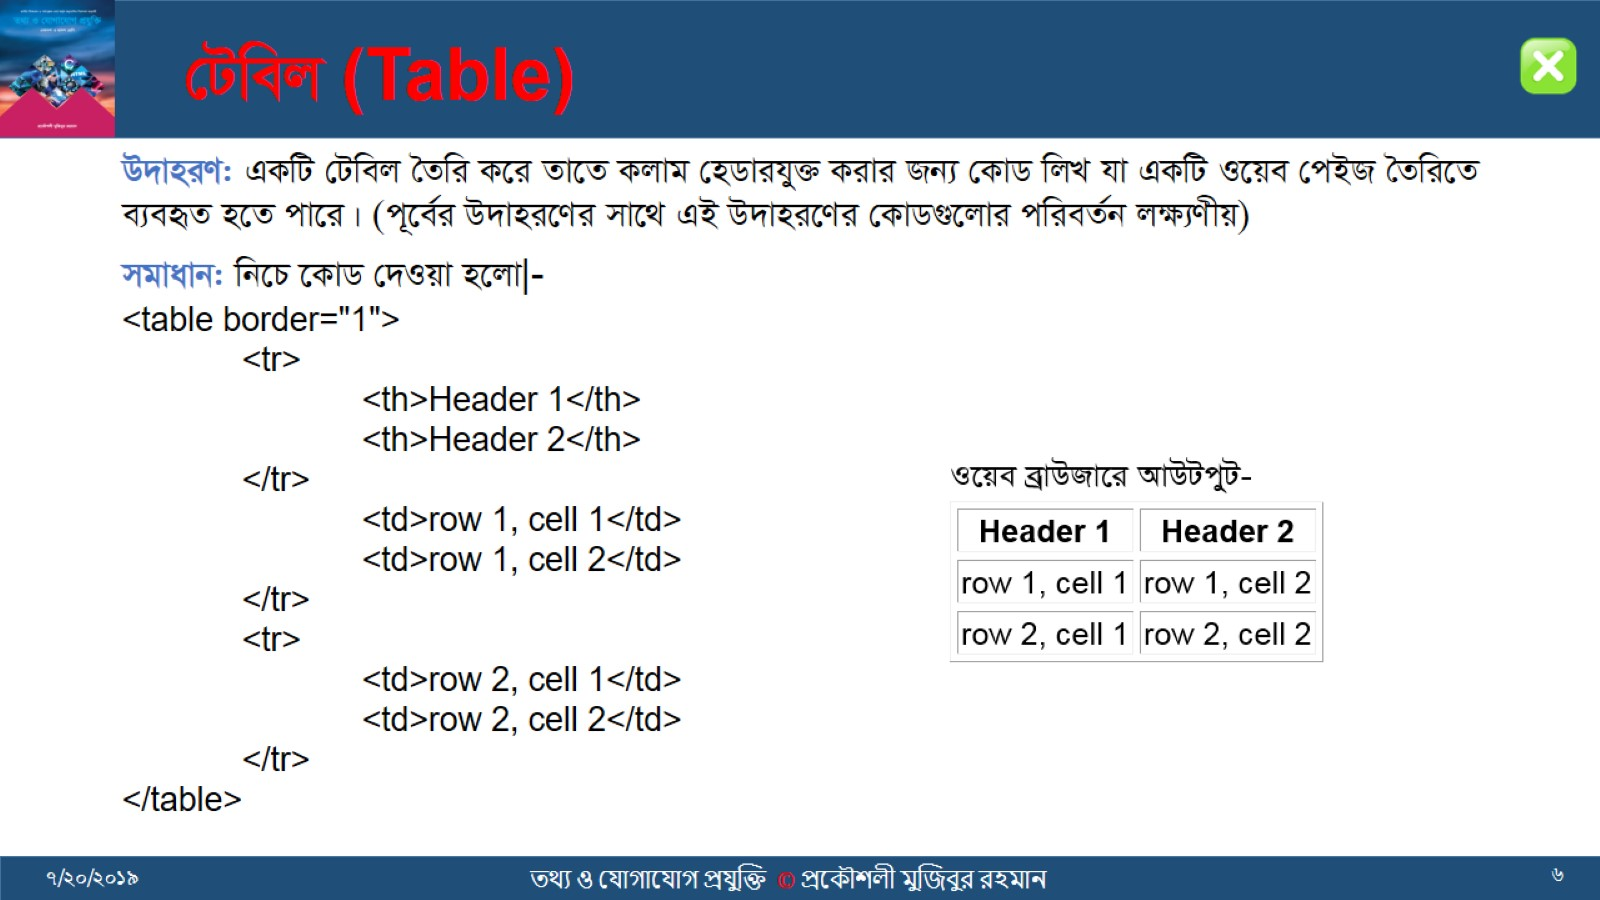 তথ্য ও যোগাযোগ প্রযুক্তি
টেবিল (Table)
উদাহরণ: একটি টেবিল তৈরি করে তাতে কলাম হেডারযুক্ত করার জন্য কোড লিখ যা একটি ওয়েব পেইজ তৈরিতে
ব্যবহৃত হতে পারে। (পূর্বের উদাহরণের সাথে এই উদাহরণের কোডগুলোর পরিবর্তন লক্ষ্যণীয়)
সমাধান: নিচে কোড দেওয়া হলো|-
<table border="1">
<tr>
<th>Header 1</th>
<th>Header 2</th>
</tr>
<td>row 1, cell 1</td>
<td>row 1, cell 2</td>
</tr>
<tr>
<td>row 2, cell 1</td>
<td>row 2, cell 2</td>
</tr>
</table>
ওয়েব ব্রাউজারে আউটপুট-
Header 1 Header 2
row 1, cell 1 row 1, cell 2
row 2, cell 1 row 2, cell 2
৭/২০/২০১৯
তথ্য ও যোগাযোগ প্রযুক্তি © প্রকৌশলী মুজিবুর রহমান
৬